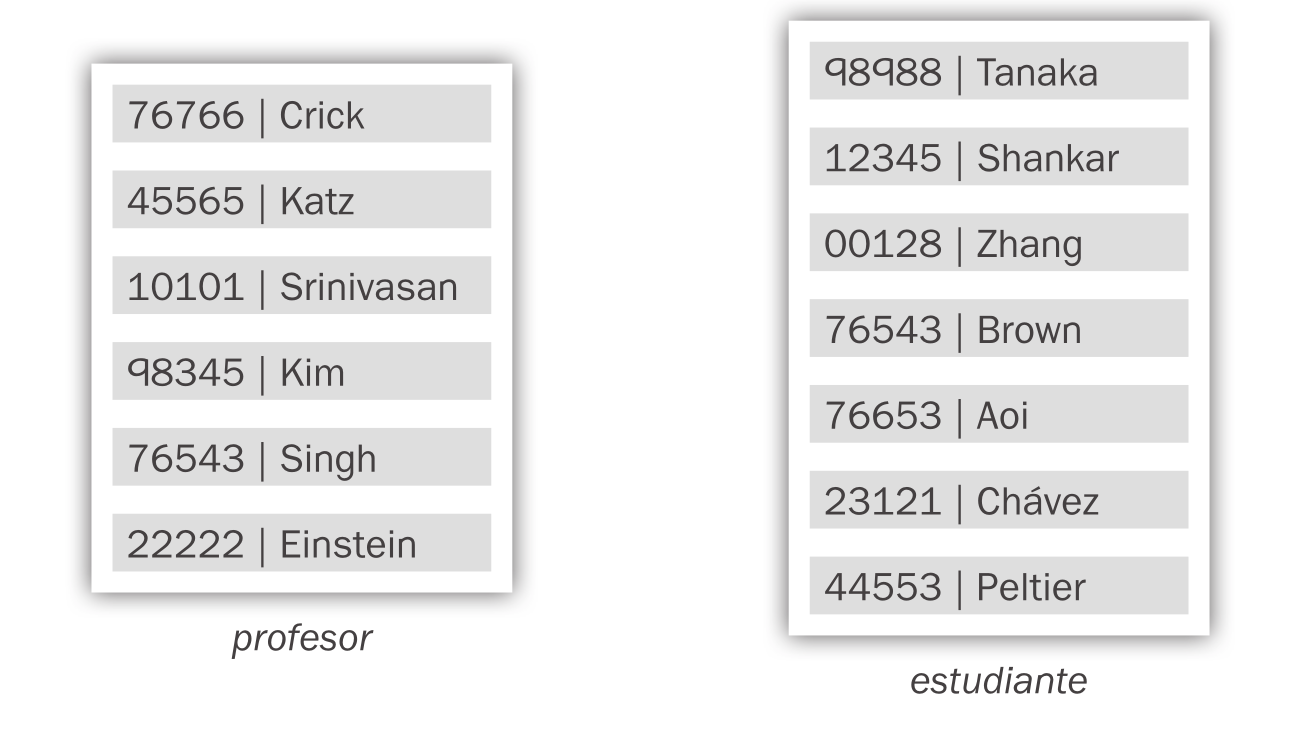 76766 | Crick
45565 | Katz
10101 | Srinivasan
98345 | Kim
76543 | Singh
22222 | Einstein
profesor
98988 | Tanaka
12345 | Shankar
00128 | Zhang
76543 | Brown
76653 | Aoi
23121 | Chávez
44553 | Peltier
estudiante